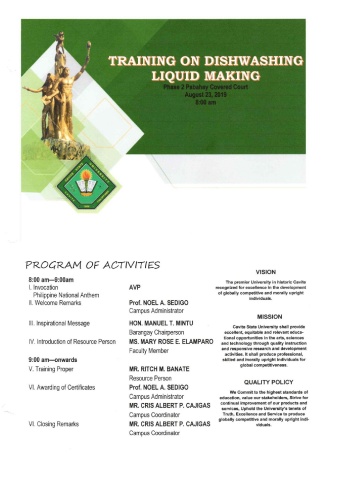 TRAINING ON DISHWASHING
LIQUID MAKING
Phase 2 Pabahay Covered Court
August 23, 2019
8:00 am
PROGRAM OF ACTIVITIES
8:00 am—9:00am
I. Invocation AVP
Philippine National Anthem
II. Welcome Remarks Prof. NOEL A. SEDIGO
Campus Administrator
III. Inspirational Message HON. MANUEL T. MINTU
Barangay Chairperson
IV. Introduction of Resource Person MS. MARY ROSE E. ELAMPARO
Faculty Member
9:00 am—onwards
V. Training Proper MR. RITCH M. BANATE
Resource Person
VI. Awarding of Certificates Prof. NOEL A. SEDIGO
Campus Administrator
MR. CRIS ALBERT P. CAJIGAS
Campus Coordinator
VI. Closing Remarks MR. CRIS ALBERT P. CAJIGAS
Campus Coordinator
VISION
The premier University in historic Cavite
recognized for excellence in the development
of globally competitive and morally upright
individuals.
MISSION
Cavite State University shall provide
excellent, equitable and relevant educa-
tional opportunities in the arts, sciences
and technology through quality instruction
and responsive research and development
activities. It shall produce professional,
skilled and morally upright individuals for
global competitiveness.
QUALITY POLICY
We Commit to the highest standards of
education, value our stakeholders, Strive for
continual improvement of our products and
services, Uphold the University's tenets of
Truth, Excellence and Service to produce
globally competitive and morally upright indi-
viduals.